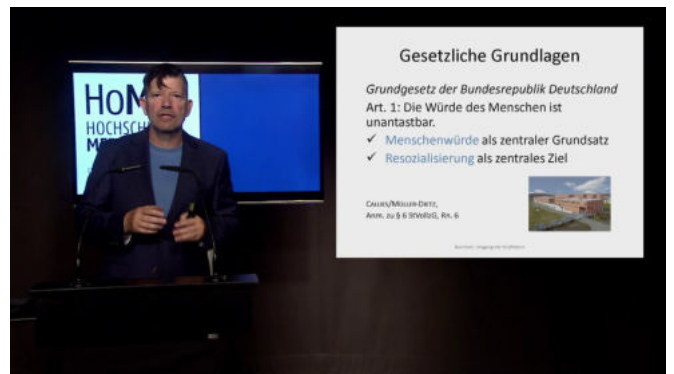 HoM
HOCHSCH
ME
Gesetzliche Grundlagen
Grundgesetz der Bundesrepublik Deutschland
Art. 1: Die Würde des Menschen ist
unantastbar.
✓ Menschenwürde als zentraler Grundsatz
✓ Resozialisierung als zentrales Ziel
CALLIES/MÜLLER-DIETZ,
Anm. zu § 6 StVollzG, Rn. 6